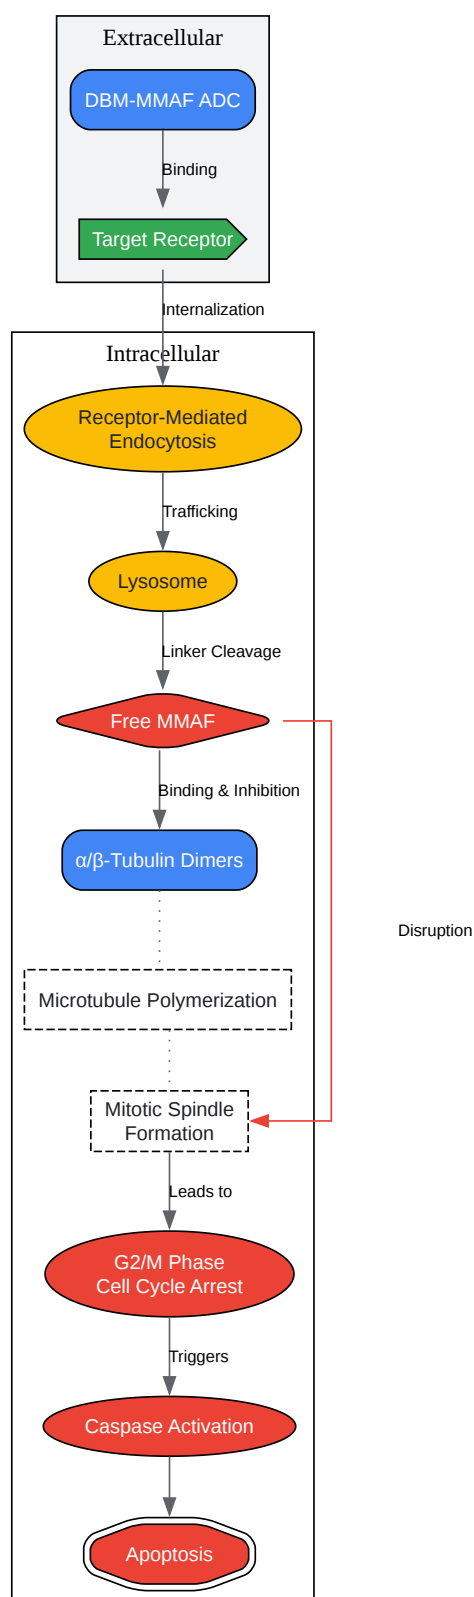 Extracellular
DBM-MMAF ADC
Binding
Target Receptor
Internalization
Intracellular
Receptor-Mediated
Endocytosis
Trafficking
Lysosome
Linker Cleavage
Free MMAF
Binding & Inhibition
α/β-Tubulin Dimers
Disruption
Microtubule Polymerization
Mitotic Spindle
Formation
Leads to
G2/M Phase
Cell Cycle Arrest
Triggers
Caspase Activation
Apoptosis